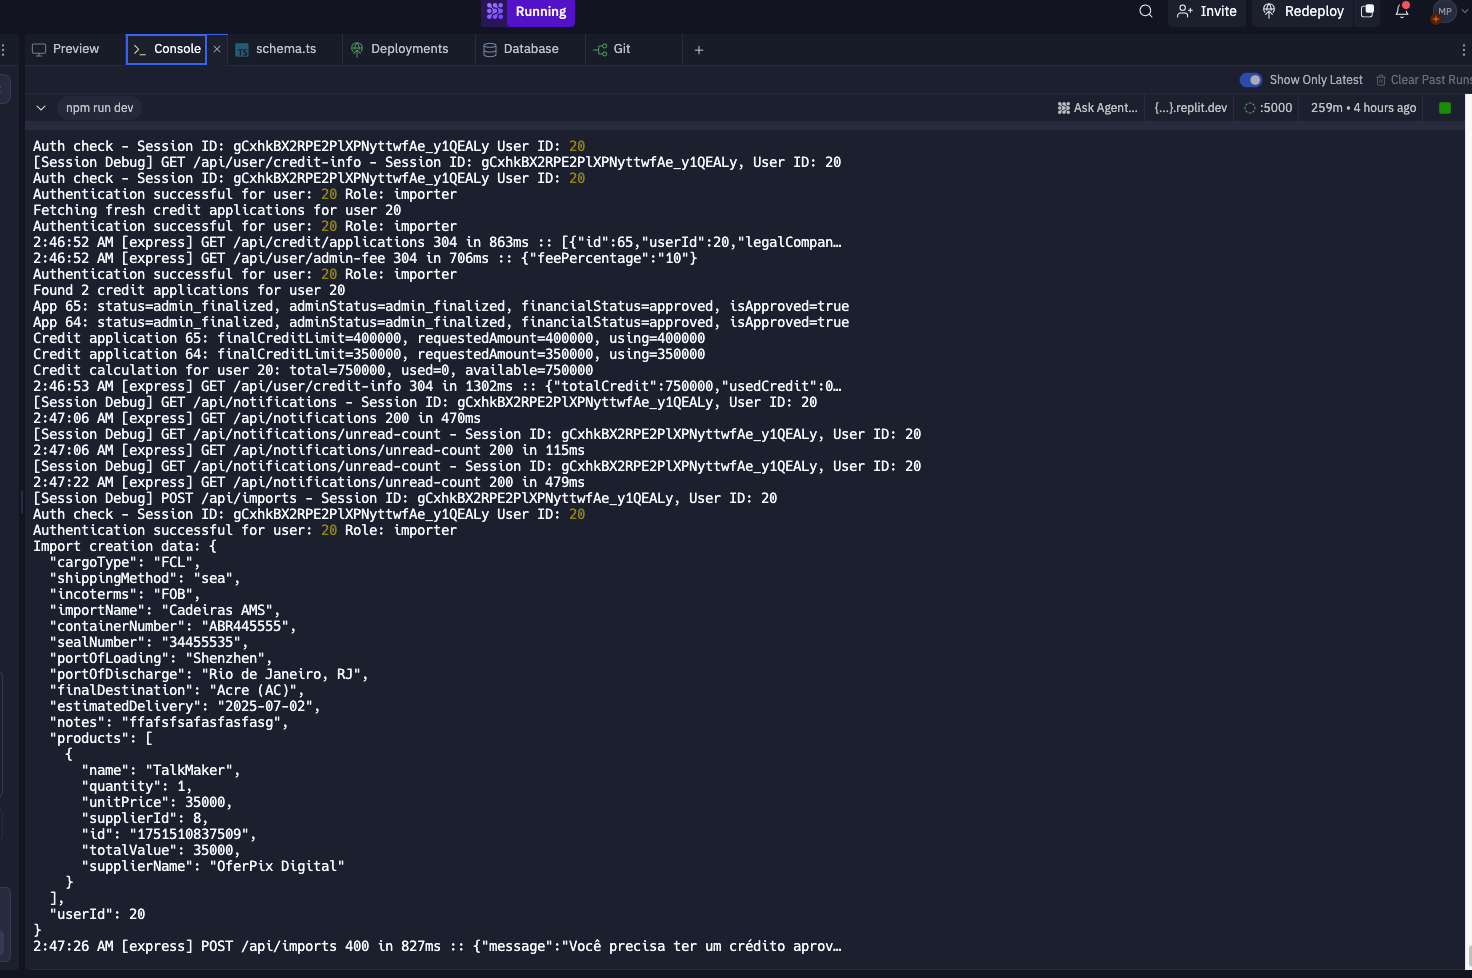 Running
Invite
Redeploy
MP
Preview
Console
TS schema.ts
Deployments
Database
Git
Show Only Latest
Clear Past Runs
npm run dev
Ask Agent...
{...}.replit.dev
:5000
259m • 4 hours ago
Auth check - Session ID: gCxhkBX2RPE2PlXPNyttwfAe_y1QEALy User ID: 20
[Session Debug] GET /api/user/credit-info - Session ID: gCxhkBX2RPE2PlXPNyttwfAe_y1QEALy, User ID: 20
Auth check - Session ID: gCxhkBX2RPE2PlXPNyttwfAe_y1QEALy User ID: 20
Authentication successful for user: 20 Role: importer
Fetching fresh credit applications for user 20
Authentication successful for user: 20 Role: importer
2:46:52 AM [express] GET /api/credit/applications 304 in 863ms :: [{"id":65,"userId":20,"legalCompan…
2:46:52 AM [express] GET /api/user/admin-fee 304 in 706ms :: {"feePercentage":"10"}
Authentication successful for user: 20 Role: importer
Found 2 credit applications for user 20
App 65: status=admin_finalized, adminStatus=admin_finalized, financialStatus=approved, isApproved=true
App 64: status=admin_finalized, adminStatus=admin_finalized, financialStatus=approved, isApproved=true
Credit application 65: finalCreditLimit=400000, requestedAmount=400000, using=400000
Credit application 64: finalCreditLimit=350000, requestedAmount=350000, using=350000
Credit calculation for user 20: total=750000, used=0, available=750000
2:46:53 AM [express] GET /api/user/credit-info 304 in 1302ms :: {"totalCredit":750000,"usedCredit":0…
[Session Debug] GET /api/notifications - Session ID: gCxhkBX2RPE2PlXPNyttwfAe_y1QEALy, User ID: 20
2:47:06 AM [express] GET /api/notifications 200 in 470ms
[Session Debug] GET /api/notifications/unread-count - Session ID: gCxhkBX2RPE2PlXPNyttwfAe_y1QEALy, User ID: 20
2:47:06 AM [express] GET /api/notifications/unread-count 200 in 115ms
[Session Debug] GET /api/notifications/unread-count - Session ID: gCxhkBX2RPE2PlXPNyttwfAe_y1QEALy, User ID: 20
2:47:22 AM [express] GET /api/notifications/unread-count 200 in 479ms
[Session Debug] POST /api/imports - Session ID: gCxhkBX2RPE2PlXPNyttwfAe_y1QEALy, User ID: 20
Auth check - Session ID: gCxhkBX2RPE2PlXPNyttwfAe_y1QEALy User ID: 20
Authentication successful for user: 20 Role: importer
Import creation data: {
  "cargoType": "FCL",
  "shippingMethod": "sea",
  "incoterms": "FOB",
  "importName": "Cadeiras AMS",
  "containerNumber": "ABR445555",
  "sealNumber": "34455535",
  "portOfLoading": "Shenzhen",
  "portOfDischarge": "Rio de Janeiro, RJ",
  "finalDestination": "Acre (AC)",
  "estimatedDelivery": "2025-07-02",
  "notes": "ffafsfsafasfasfasg",
  "products": [
    {
      "name": "TalkMaker",
      "quantity": 1,
      "unitPrice": 35000,
      "supplierId": 8,
      "id": "1751510837509",
      "totalValue": 35000,
      "supplierName": "OferPix Digital"
    }
  ],
  "userId": 20
}
2:47:26 AM [express] POST /api/imports 400 in 827ms :: {"message":"Você precisa ter um crédito aprov…